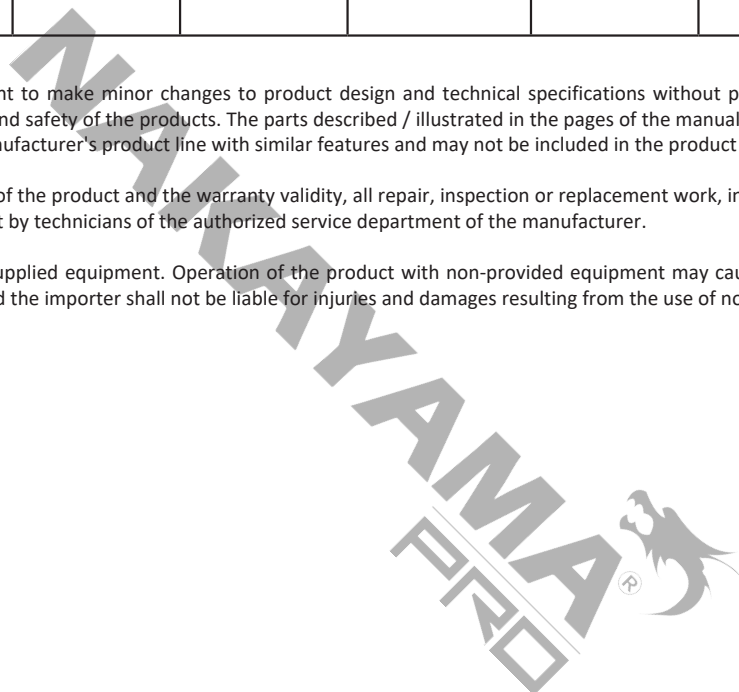 nt to make minor changes to product design and technical specifications without p
nd safety of the products. The parts described / illustrated in the pages of the manual
nufacturer's product line with similar features and may not be included in the product
of the product and the warranty validity, all repair, inspection or replacement work, in
t by technicians of the authorized service department of the manufacturer.
upplied equipment. Operation of the product with non-provided equipment may cau
d the importer shall not be liable for injuries and damages resulting from the use of no
NAKAYAMA
PRO
®